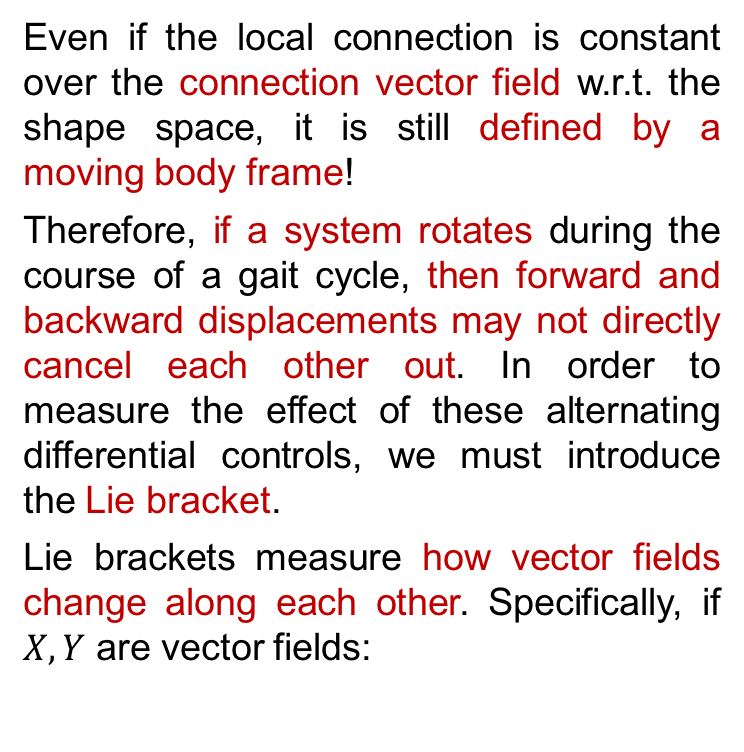 Even if the local connection is constant
over the connection vector field w.r.t. the
shape space, it is still defined by a
moving body frame!
Therefore, if a system rotates during the
course of a gait cycle, then forward and
backward displacements may not directly
cancel each other out. In order to
measure the effect of these alternating
differential controls, we must introduce
the Lie bracket.
Lie brackets measure how vector fields
change along each other. Specifically, if
𝑋, 𝑌 are vector fields: